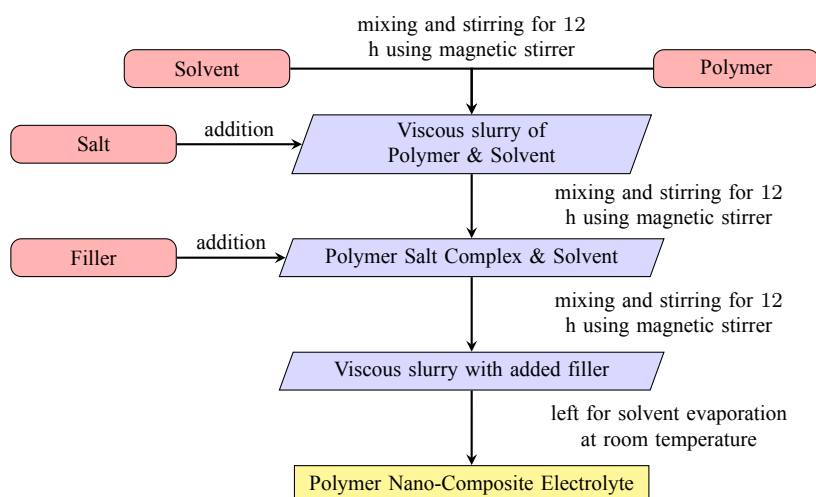 mixing and stirring for 12
h using magnetic stirrer
Solvent
Polymer
Salt
addition
Viscous slurry of
Polymer & Solvent
mixing and stirring for 12
h using magnetic stirrer
Filler
addition
Polymer Salt Complex & Solvent
mixing and stirring for 12
h using magnetic stirrer
Viscous slurry with added filler
left for solvent evaporation
at room temperature
Polymer Nano-Composite Electrolyte